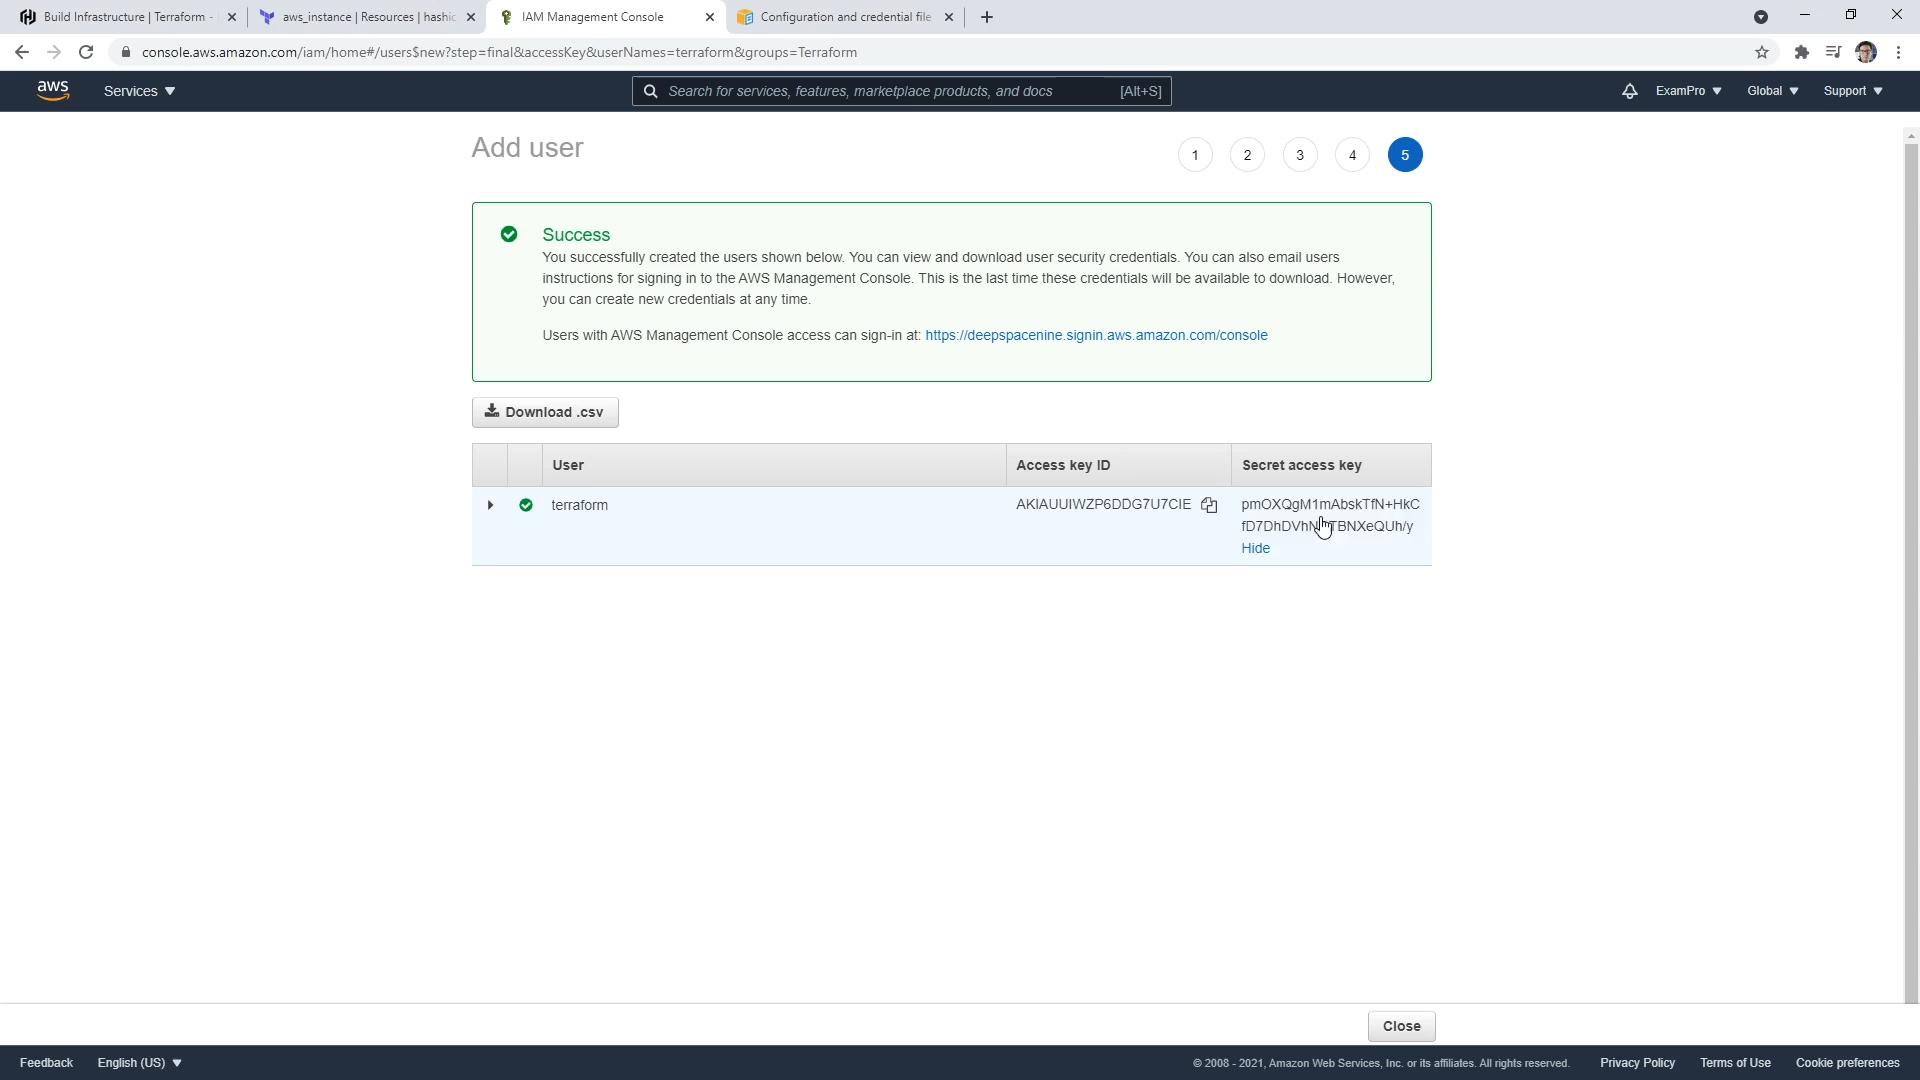 Build Infrastructure | Terraform -
aws_instance | Resources | hashic
IAM Management Console
Configuration and credential file
console.aws.amazon.com/iam/home#/users$new?step=final&accessKey&userNames=terraform&groups=Terraform
aws
Services
Search for services, features, marketplace products, and docs
[Alt+S]
ExamPro
Global
Support
Add user
1
2
3
4
5
Success
You successfully created the users shown below. You can view and download user security credentials. You can also email users
instructions for signing in to the AWS Management Console. This is the last time these credentials will be available to download. However,
you can create new credentials at any time.
Users with AWS Management Console access can sign-in at: https://deepspacenine.signin.aws.amazon.com/console
Download .csv
User
Access key ID
Secret access key
terraform
AKIAUUIWZP6DDG7U7CIE
Hide
Close
Feedback
English (US)
© 2008 - 2021, Amazon Web Services, Inc. or its affiliates. All rights reserved.
Privacy Policy
Terms of Use
Cookie preferences